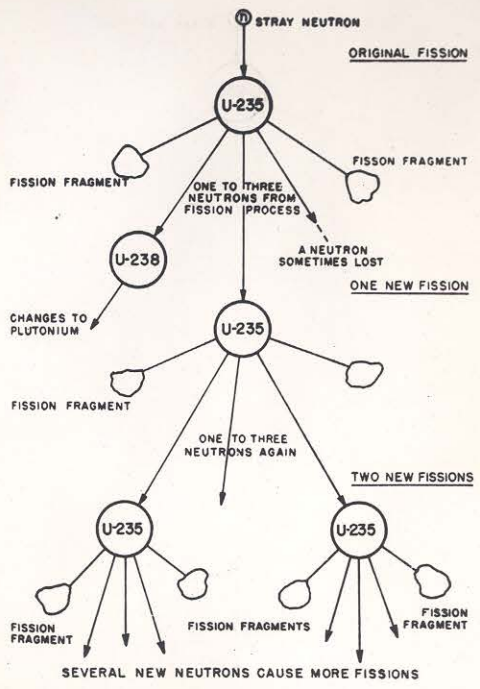 n STRAY NEUTRON
ORIGINAL FISSION
U-235
FISSION FRAGMENT
FISSON FRAGMENT
ONE TO THREE
NEUTRONS FROM
FISSION PROCESS
A NEUTRON
SOMETIMES LOST
U-238
ONE NEW FISSION
CHANGES TO
PLUTONIUM
U-235
FISSION FRAGMENT
ONE TO THREE
NEUTRONS AGAIN
TWO NEW FISSIONS
U-235
U-235
FISSION
FRAGMENT
FISSION FRAGMENTS
FISSION
FRAGMENT
SEVERAL NEW NEUTRONS CAUSE MORE FISSIONS